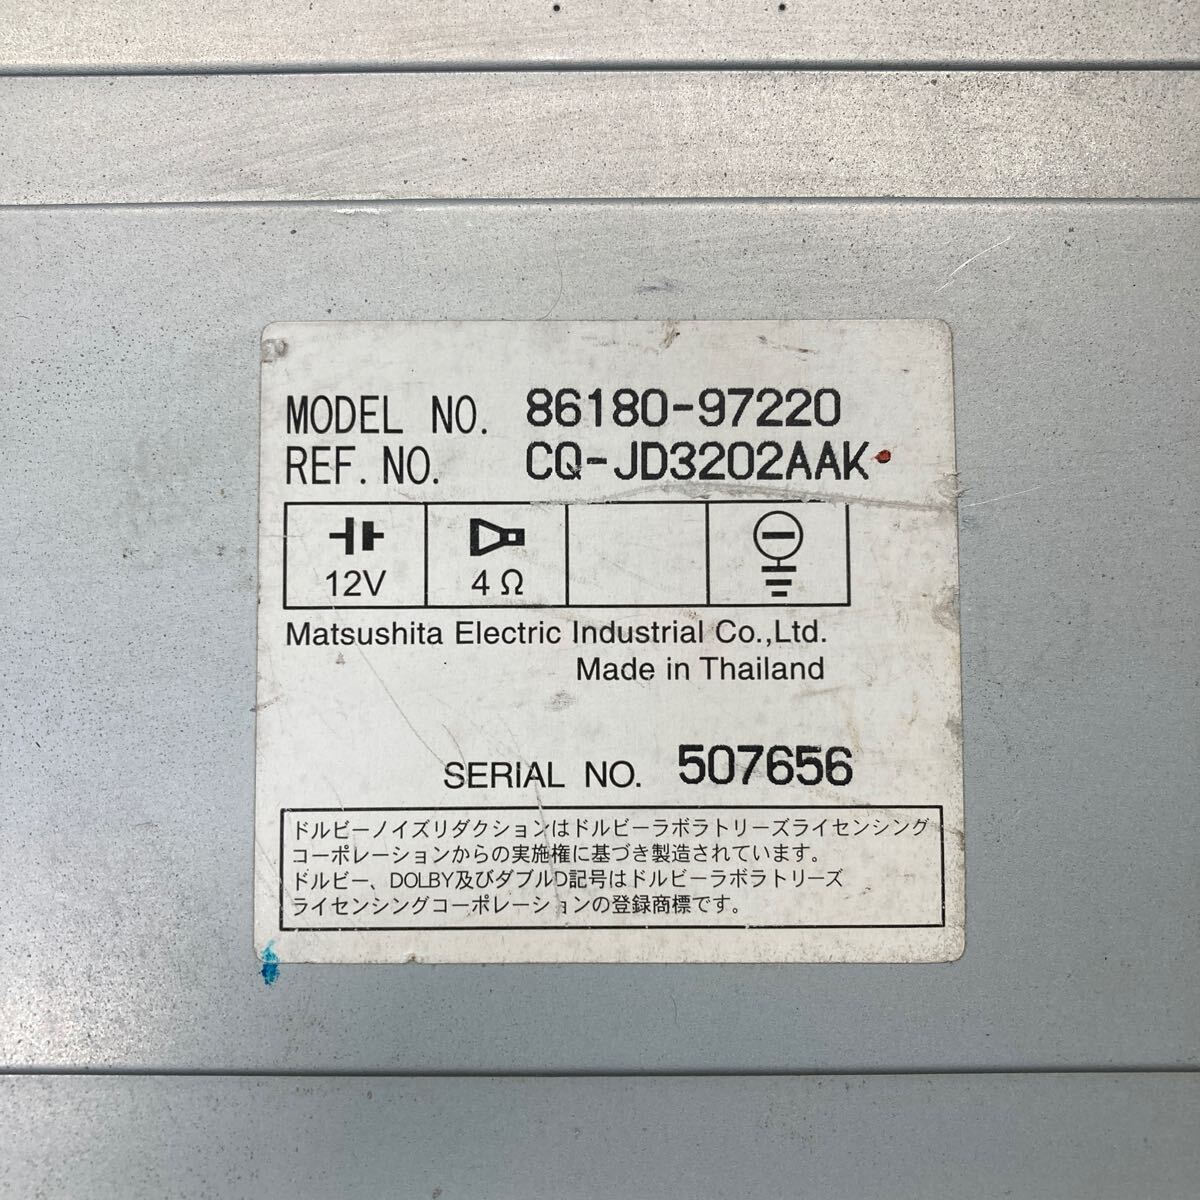 MODEL NO. 86180-97220
REF. NO. CQ-JD3202AAK
12V
4Ω
Matsushita Electric Industrial Co.,Ltd.
Made in Thailand
SERIAL NO. 507656
ドルビーノイズリダクションはドルビーラボラトリーズライセンシング
コーポレーションからの実施権に基づき製造されています。
ドルビー、DOLBY及びダブルD記号はドルビーラボラトリーズ
ライセンシングコーポレーションの登録商標です。